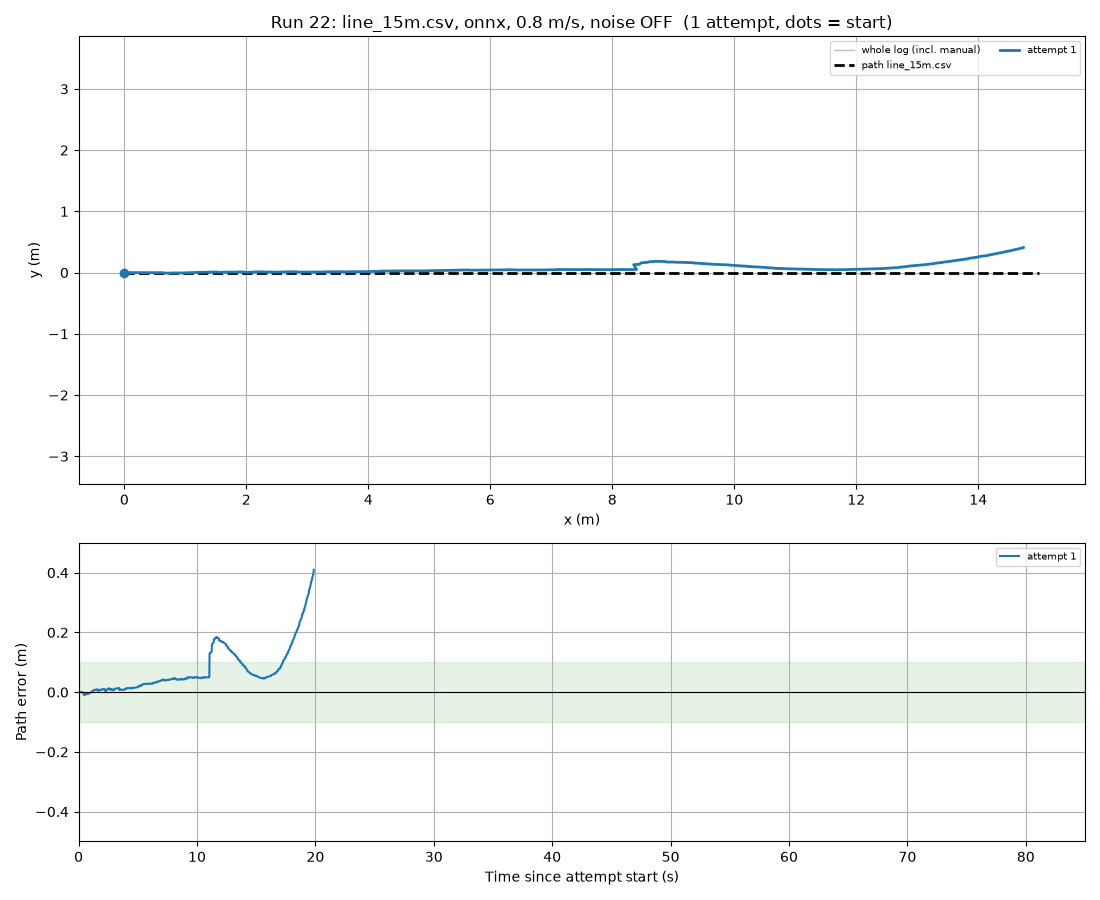 Run 22: line_15m.csv, onnx, 0.8 m/s, noise OFF  (1 attempt, dots = start)
whole log (incl. manual)
path line_15m.csv
attempt 1
y (m)
3
2
1
0
−1
−2
−3
0 2 4 6 8 10 12 14
x (m)
attempt 1
Path error (m)
0.4
0.2
0.0
−0.2
−0.4
0 10 20 30 40 50 60 70 80
Time since attempt start (s)